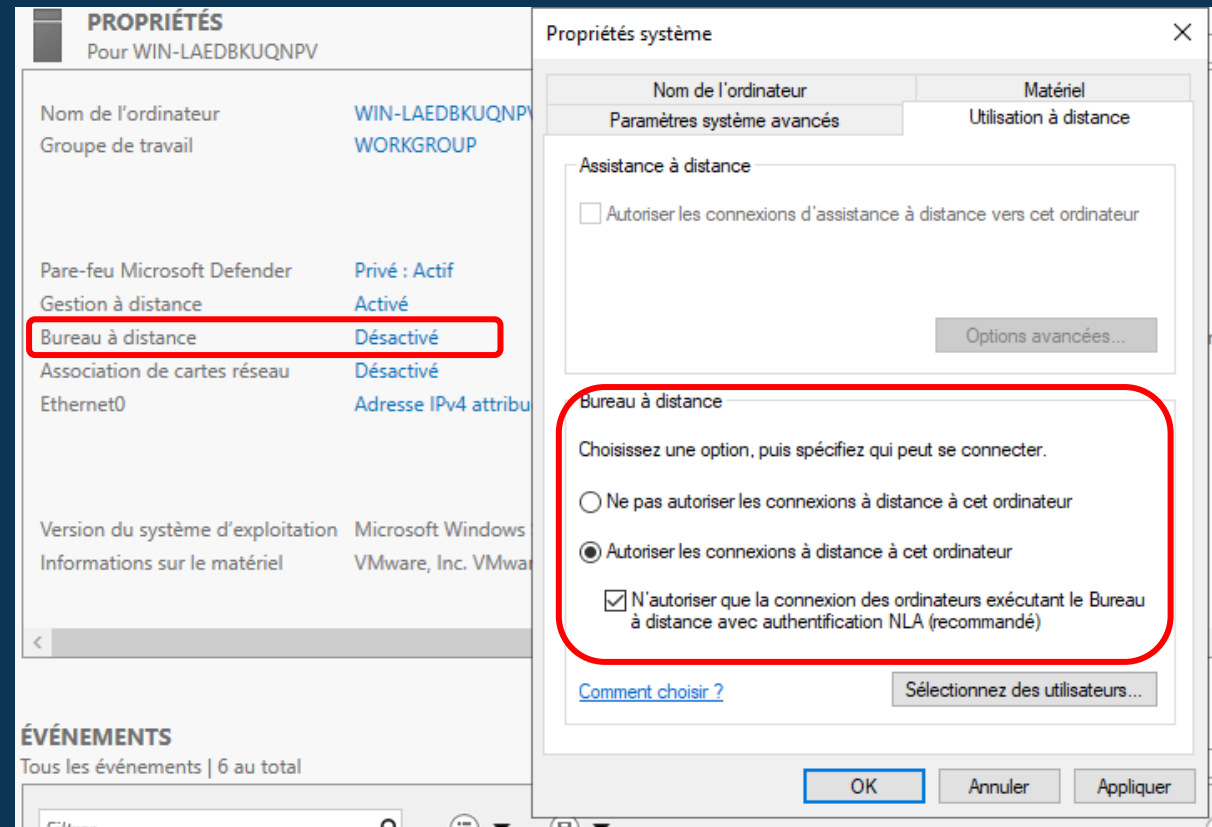 PROPRIÉTÉS
Pour WIN-LAEDBKUQNPV
Nom de l'ordinateur WIN-LAEDBKUQNPV
Groupe de travail WORKGROUP
Pare-feu Microsoft Defender Privé : Actif
Gestion à distance Activé
Bureau à distance Désactivé
Association de cartes réseau Désactivé
Ethernet0 Adresse IPv4
Version du système d'exploitation Microsoft Windows
Informations sur le matériel VMware, Inc.
ÉVÉNEMENTS
Tous les événements | 6 au total
Propriétés système
Nom de l'ordinateur Matériel
Paramètres système avancés Utilisation à distance
Assistance à distance
Autoriser les connexions d'assistance à distance vers cet ordinateur
Options avancées...
Bureau à distance
Choisissez une option, puis spécifiez qui peut se connecter.
Ne pas autoriser les connexions à distance à cet ordinateur
Autoriser les connexions à distance à cet ordinateur
N'autoriser que la connexion des ordinateurs exécutant le Bureau
à distance avec authentification NLA (recommandé)
Comment choisir ? Sélectionnez des utilisateurs...
OK Annuler Appliquer